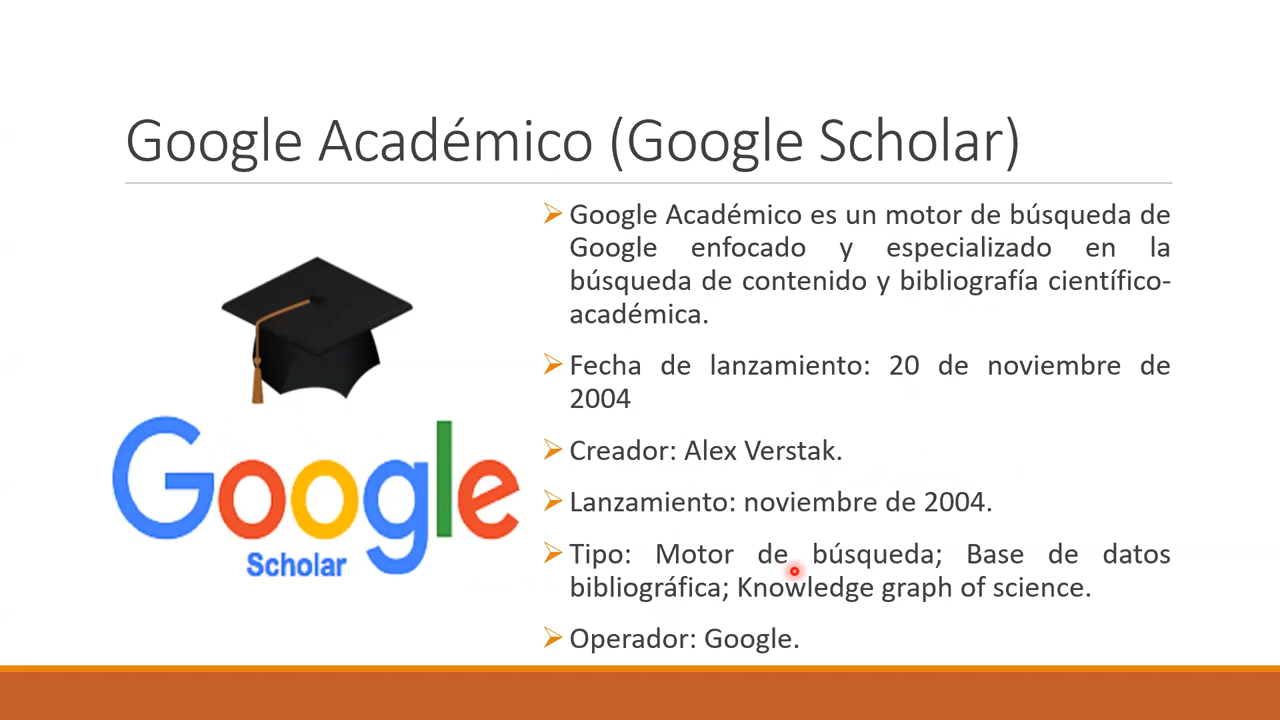 Google Académico (Google Scholar)
Google
Scholar
Google Académico es un motor de búsqueda de
Google enfocado y especializado en la
búsqueda de contenido y bibliografía científico-
académica.
Fecha de lanzamiento: 20 de noviembre de
2004
Creador: Alex Verstak.
Lanzamiento: noviembre de 2004.
Tipo: Motor de búsqueda; Base de datos
bibliográfica; Knowledge graph of science.
Operador: Google.